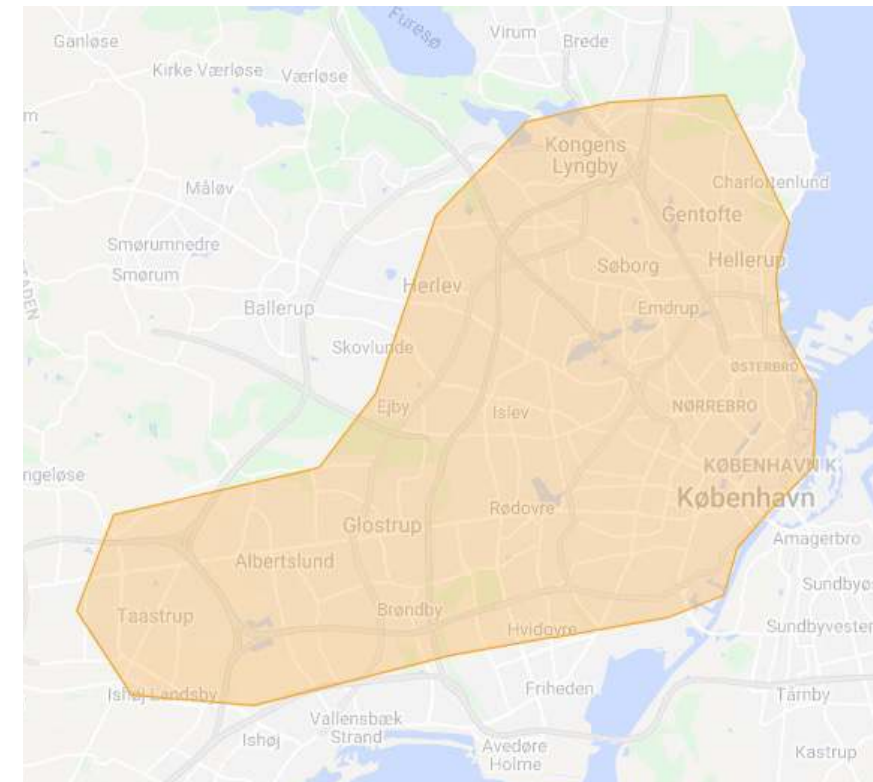 Ganløse
Furesø
Virum
Brede
Kirke Værløse
Værløse
m
Kongens
Lyngby
Måløv
Charlottenlund
Gentofte
Smørumnedre
Smørum
Søborg
Hellerup
Herlev
Ballerup
Emdrup
Skovlunde
ØSTERBRO
Ejby
Islev
NØRREBRO
ngeløse
KØBENHAVN K
København
Rødovre
Glostrup
Amagerbro
Albertslund
Sundbyøs
Taastrup
Brøndby
Hvidovre
Sundbyvester
Ishøj Landsby
Friheden
Tårnby
Vallensbæk
Strand
Ishøj
Avedøre
Holme
Kastrup